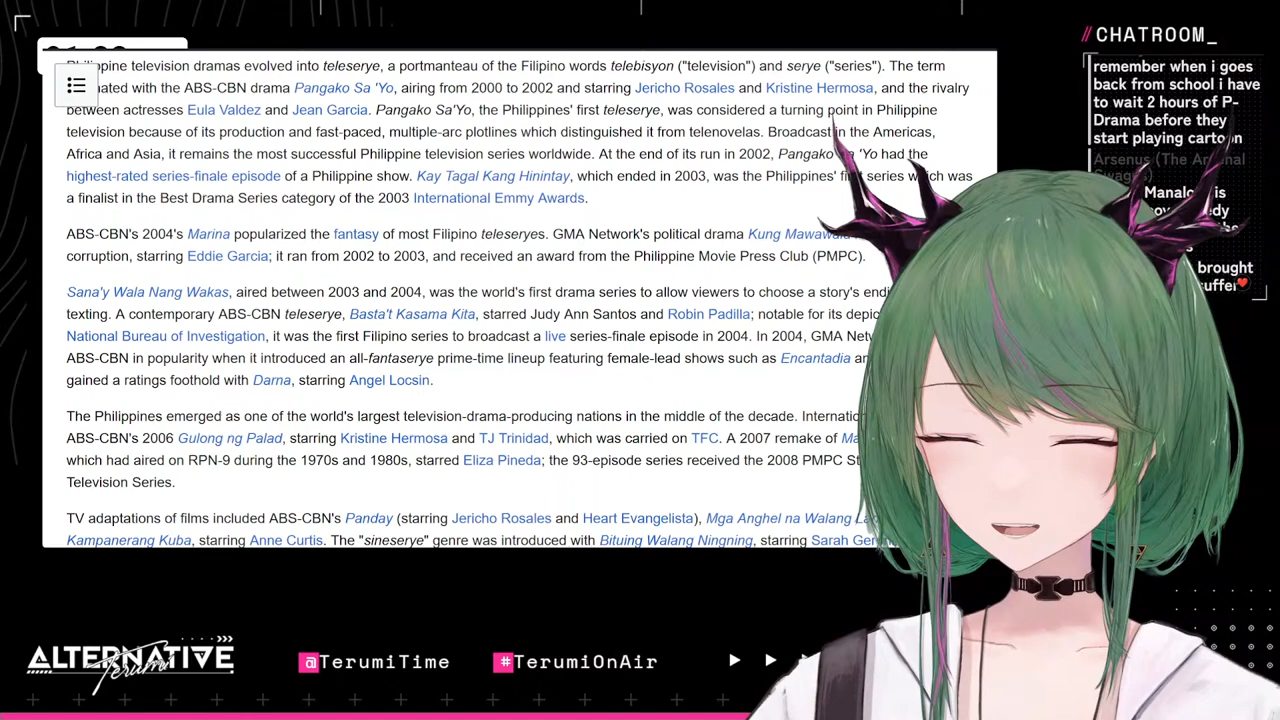 //CHATROOM_
Philippine television dramas evolved into teleserye, a portmanteau of the Filipino words telebisyon ("television") and serye ("series"). The term
with the ABS-CBN drama Pangako Sa 'Yo, airing from 2000 to 2002 and starring Jericho Rosales and Kristine Hermosa, and the rivalry
between actresses Eula Valdez and Jean Garcia. Pangako Sa'Yo, the Philippines' first teleserye, was considered a turning point in Philippine
television because of its production and fast-paced, multiple-arc plotlines which distinguished it from telenovelas. Broadcast in the Americas,
Africa and Asia, it remains the most successful Philippine television series worldwide. At the end of its run in 2002, Pangako 'Yo had the
highest-rated series-finale episode of a Philippine show. Kay Tagal Kang Hinintay, which ended in 2003, was the Philippines' series which was
a finalist in the Best Drama Series category of the 2003 International Emmy Awards.
ABS-CBN's 2004's Marina popularized the fantasy of most Filipino teleseryes. GMA Network's political drama Kung
corruption, starring Eddie Garcia; it ran from 2002 to 2003, and received an award from the Philippine Movie Press Club (PMPC).
Sana'y Wala Nang Wakas, aired between 2003 and 2004, was the world's first drama series to allow viewers to choose a story's
texting. A contemporary ABS-CBN teleserye, Basta't Kasama Kita, starred Judy Ann Santos and Robin Padilla; notable for its
National Bureau of Investigation, it was the first Filipino series to broadcast a live series-finale episode in 2004. In 2004, GMA
ABS-CBN in popularity when it introduced an all-fantaserye prime-time lineup featuring female-lead shows such as Encantadia
gained a ratings foothold with Darna, starring Angel Locsin.
The Philippines emerged as one of the world's largest television-drama-producing nations in the middle of the decade.
ABS-CBN's 2006 Gulong ng Palad, starring Kristine Hermosa and TJ Trinidad, which was carried on TFC. A 2007 remake of
which had aired on RPN-9 during the 1970s and 1980s, starred Eliza Pineda; the 93-episode series received the 2008 PMPC
Television Series.
TV adaptations of films included ABS-CBN's Panday (starring Jericho Rosales and Heart Evangelista), Mga Anghel na Walang
Kampanerang Kuba, starring Anne Curtis. The "sineserye" genre was introduced with Bituing Walang Ningning, starring Sarah
remember when i goes
back from school i have
to wait 2 hours of P-
Drama before they
start playing cartoon
Arsenus (The
Manalo is
brought
ALTERNATIVE
Terumi
@TerumiTime
#TerumiOnAir